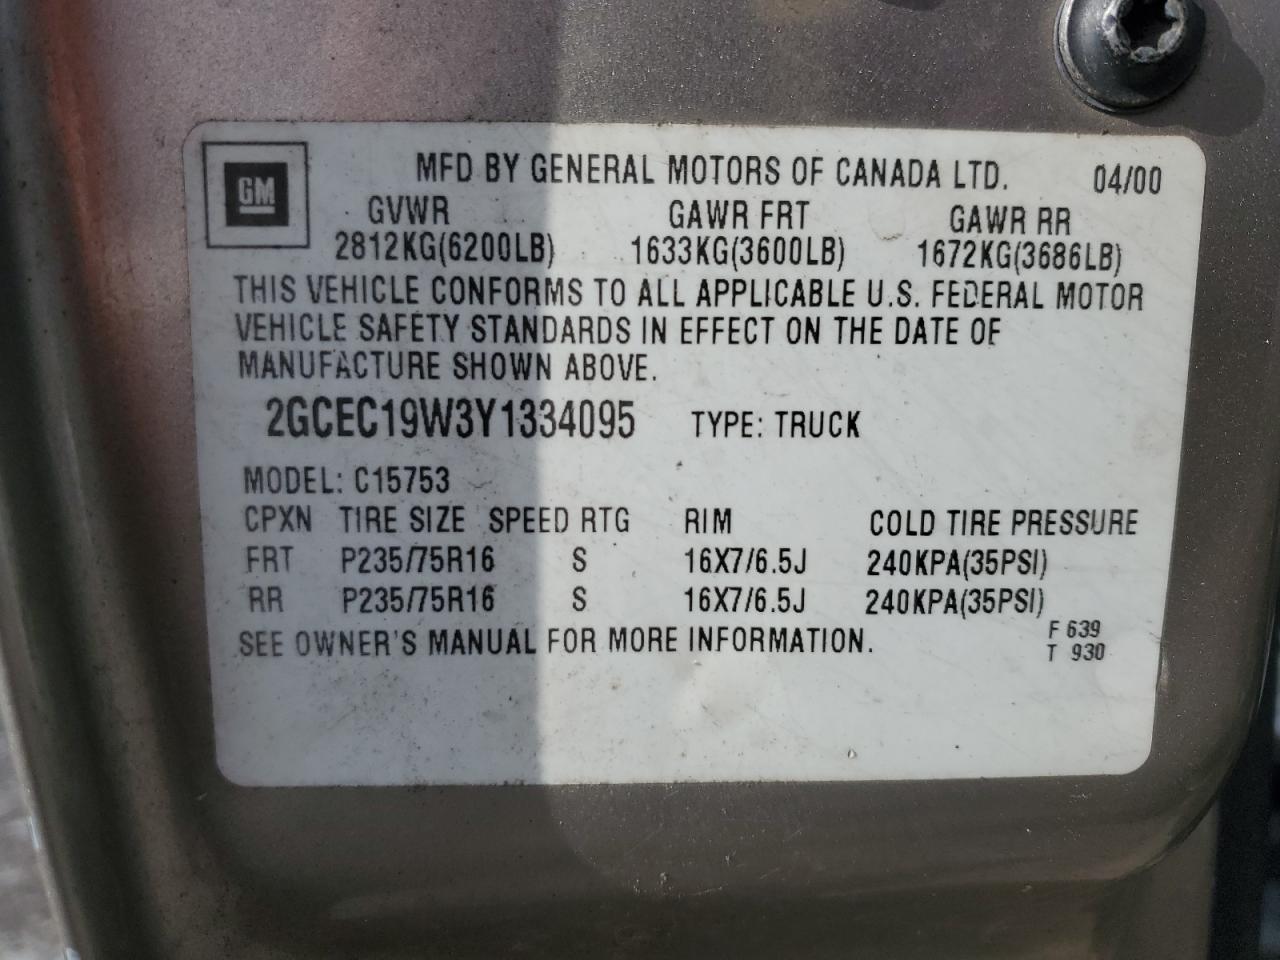 GM
MFD BY GENERAL MOTORS OF CANADA LTD. 04/00
GVWR GAWR FRT GAWR RR
2812KG(6200LB) 1633KG(3600LB) 1672KG(3686LB)
THIS VEHICLE CONFORMS TO ALL APPLICABLE U.S. FEDERAL MOTOR
VEHICLE SAFETY STANDARDS IN EFFECT ON THE DATE OF
MANUFACTURE SHOWN ABOVE.
2GCEC19W3Y1334095 TYPE: TRUCK
MODEL: C15753
CPXN TIRE SIZE SPEED RTG RIM COLD TIRE PRESSURE
FRT P235/75R16 S 16X7/6.5J 240KPA(35PSI)
RR P235/75R16 S 16X7/6.5J 240KPA(35PSI)
SEE OWNER'S MANUAL FOR MORE INFORMATION.
F 639
T 930